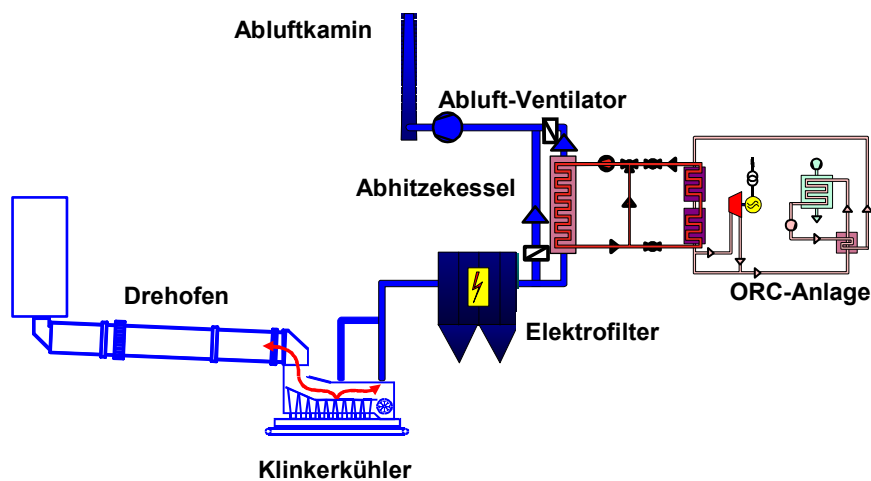 Abluftkamin
Abluft-Ventilator
Abhitzekessel
Drehofen
Elektrofilter
ORC-Anlage
Klinkerkühler